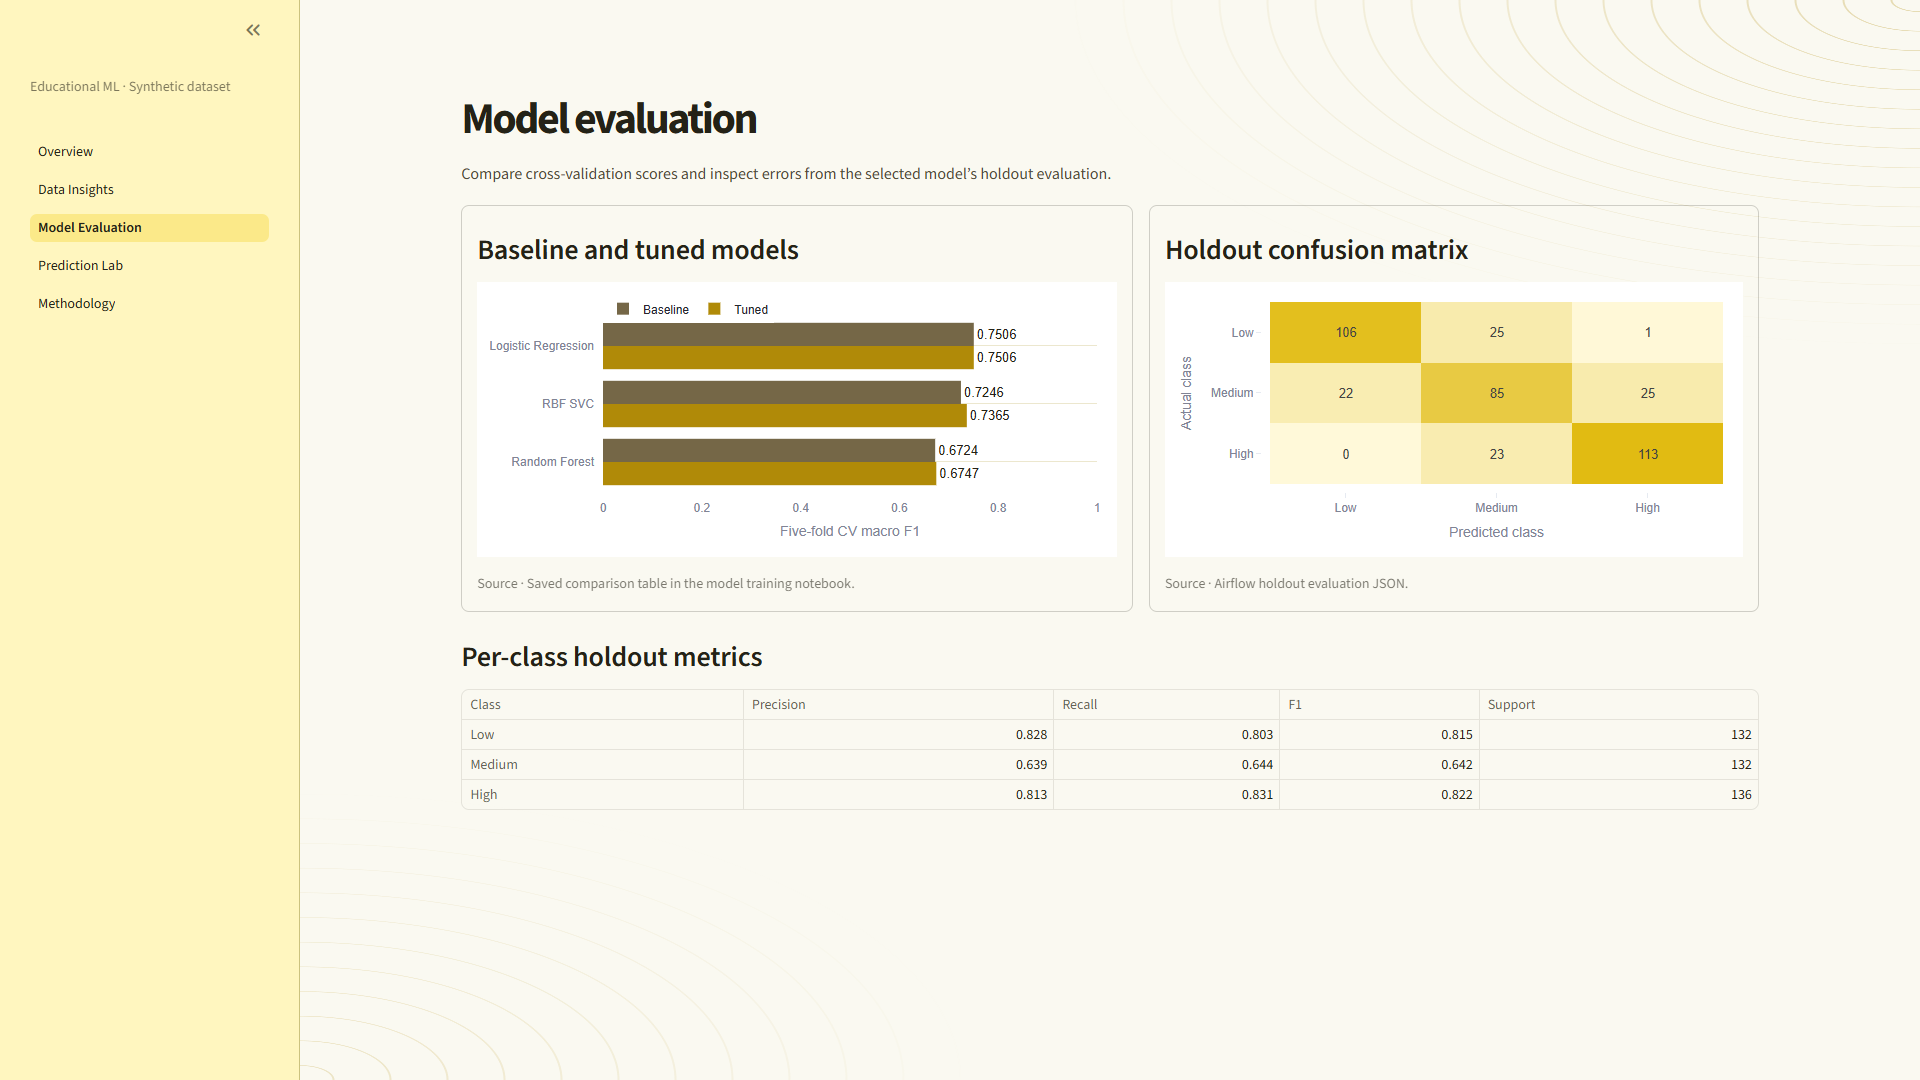 Educational ML · Synthetic dataset
Overview
Data Insights
Model Evaluation
Prediction Lab
Methodology
Model evaluation
Compare cross-validation scores and inspect errors from the selected model’s holdout evaluation.
Baseline and tuned models
Baseline Tuned
Logistic Regression 0.7506
0.7506
RBF SVC 0.7246
0.7365
Random Forest 0.6724
0.6747
0 0.2 0.4 0.6 0.8 1
Five-fold CV macro F1
Source · Saved comparison table in the model training notebook.
Holdout confusion matrix
Actual class
Low 106 25 1
Medium 22 85 25
High 0 23 113
Low Medium High
Predicted class
Source · Airflow holdout evaluation JSON.
Per-class holdout metrics
Class Precision Recall F1 Support
Low 0.828 0.803 0.815 132
Medium 0.639 0.644 0.642 132
High 0.813 0.831 0.822 136